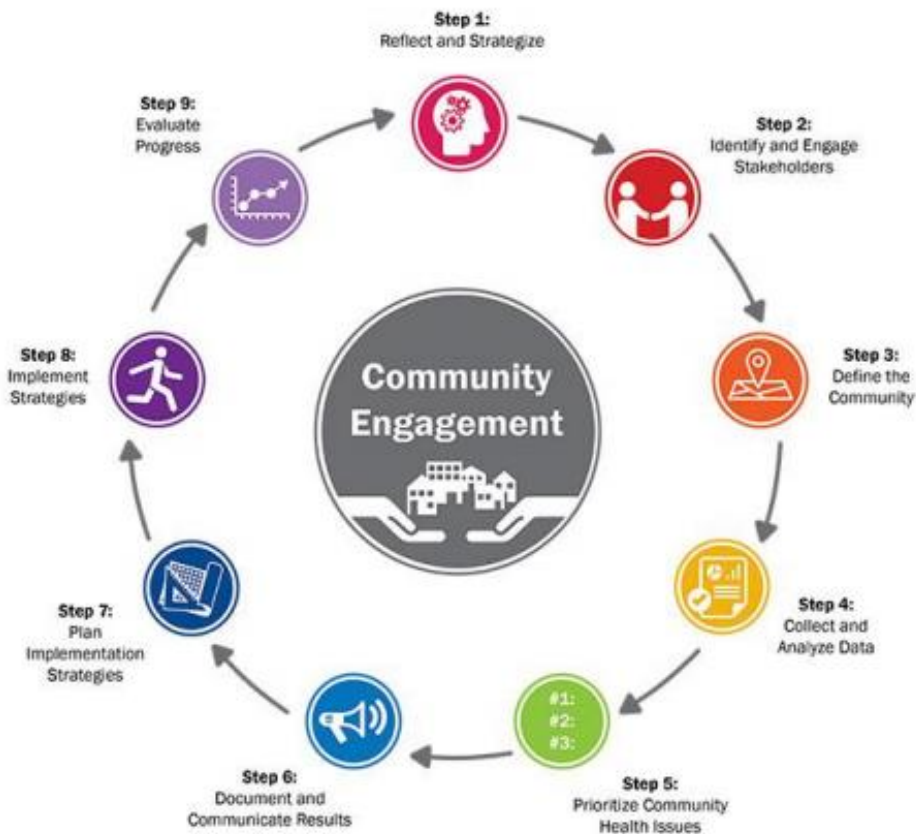 Step 1:
Reflect and Strategize
Step 2:
Identify and Engage
Stakeholders
Step 3:
Define the
Community
Step 4:
Collect and
Analyze Data
#1:
#2:
#3:
Step 5:
Prioritize Community
Health Issues
Step 6:
Document and
Communicate Results
Step 7:
Plan
Implementation
Strategies
Step 8:
Implement
Strategies
Step 9:
Evaluate
Progress
Community
Engagement